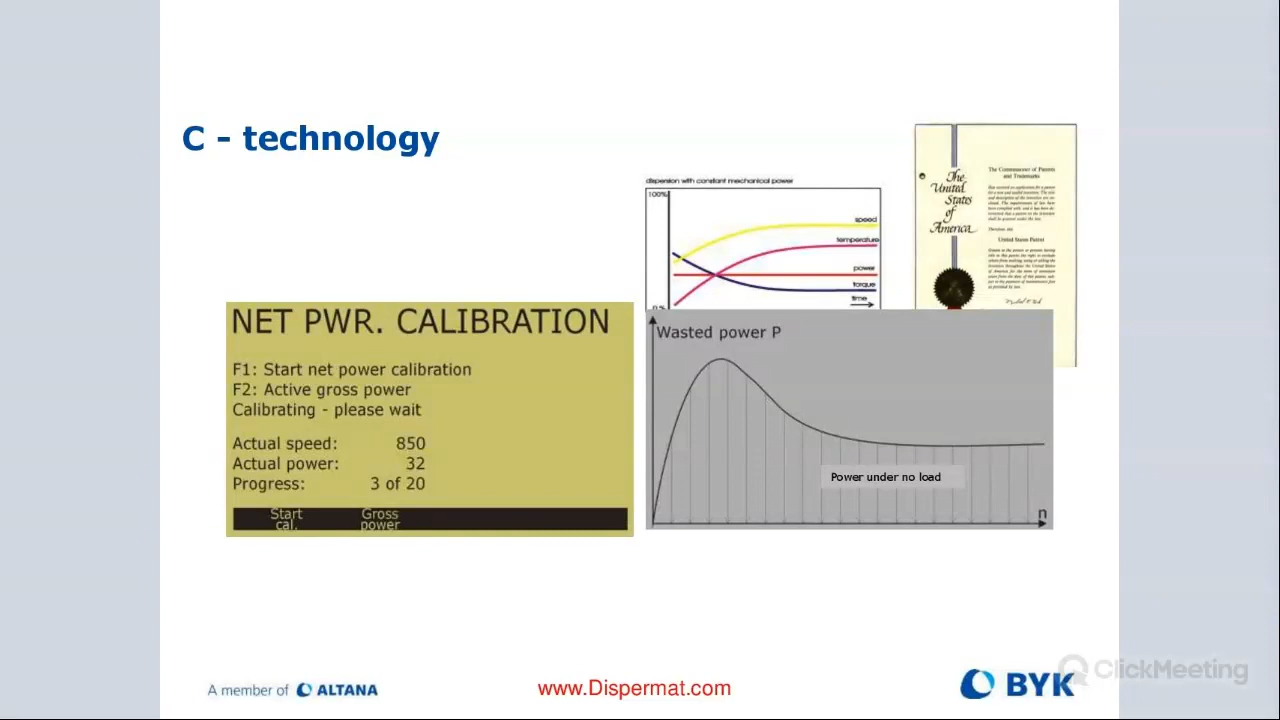 C - technology
dispersion with constant mechanical power
100%
speed
temperature
power
torque
time
0 %
The
United
States
of
America
The Commissioner of Patents
and Trademarks
United States Patent
NET PWR. CALIBRATION
F1: Start net power calibration
F2: Active gross power
Calibrating - please wait
Actual speed: 850
Actual power: 32
Progress: 3 of 20
Start cal.
Gross power
Wasted power P
Power under no load
n
A member of ALTANA
www.Dispermat.com
BYK
ClickMeeting